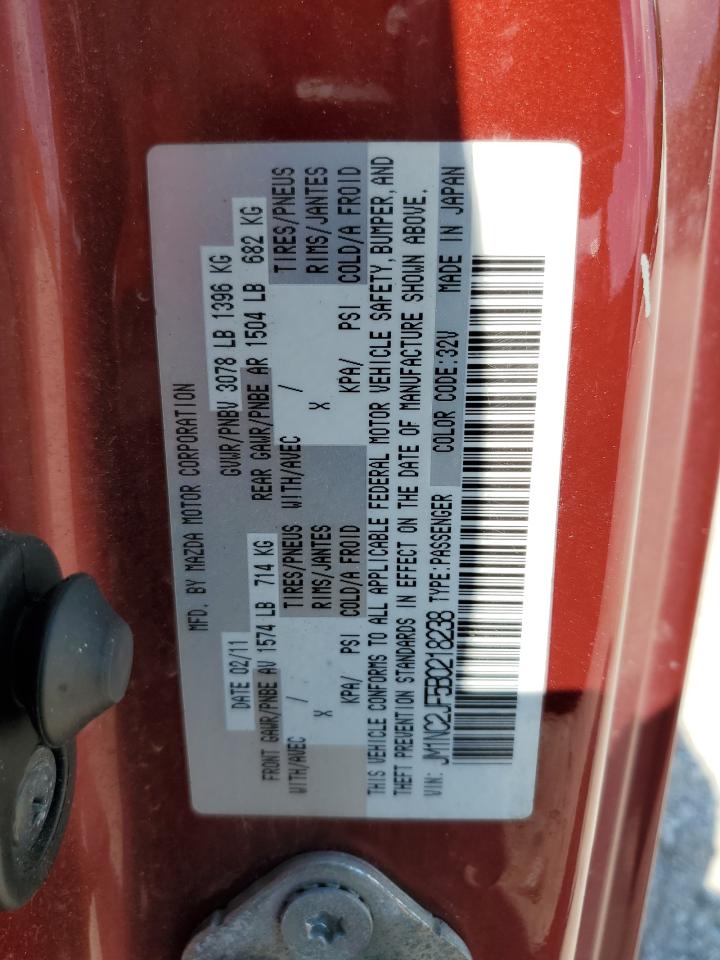 MFD. BY MAZDA MOTOR CORPORATION
DATE 02/11 GVWR/PNBV 3078 LB 1396 KG
FRONT GAWR/PNBE AV 1574 LB 714 KG REAR GAWR/PNBE AR 1504 LB 682 KG
WITH/AVEC / TIRES/PNEUS WITH/AVEC / TIRES/PNEUS
X RIMS/JANTES X RIMS/JANTES
KPA/ PSI COLD/A FROID KPA/ PSI COLD/A FROID
THIS VEHICLE CONFORMS TO ALL APPLICABLE FEDERAL MOTOR VEHICLE SAFETY, BUMPER, AND
THEFT PREVENTION STANDARDS IN EFFECT ON THE DATE OF MANUFACTURE SHOWN ABOVE.
VIN: JM1NC2JF5B0218238 TYPE:PASSENGER COLOR CODE:32V MADE IN JAPAN